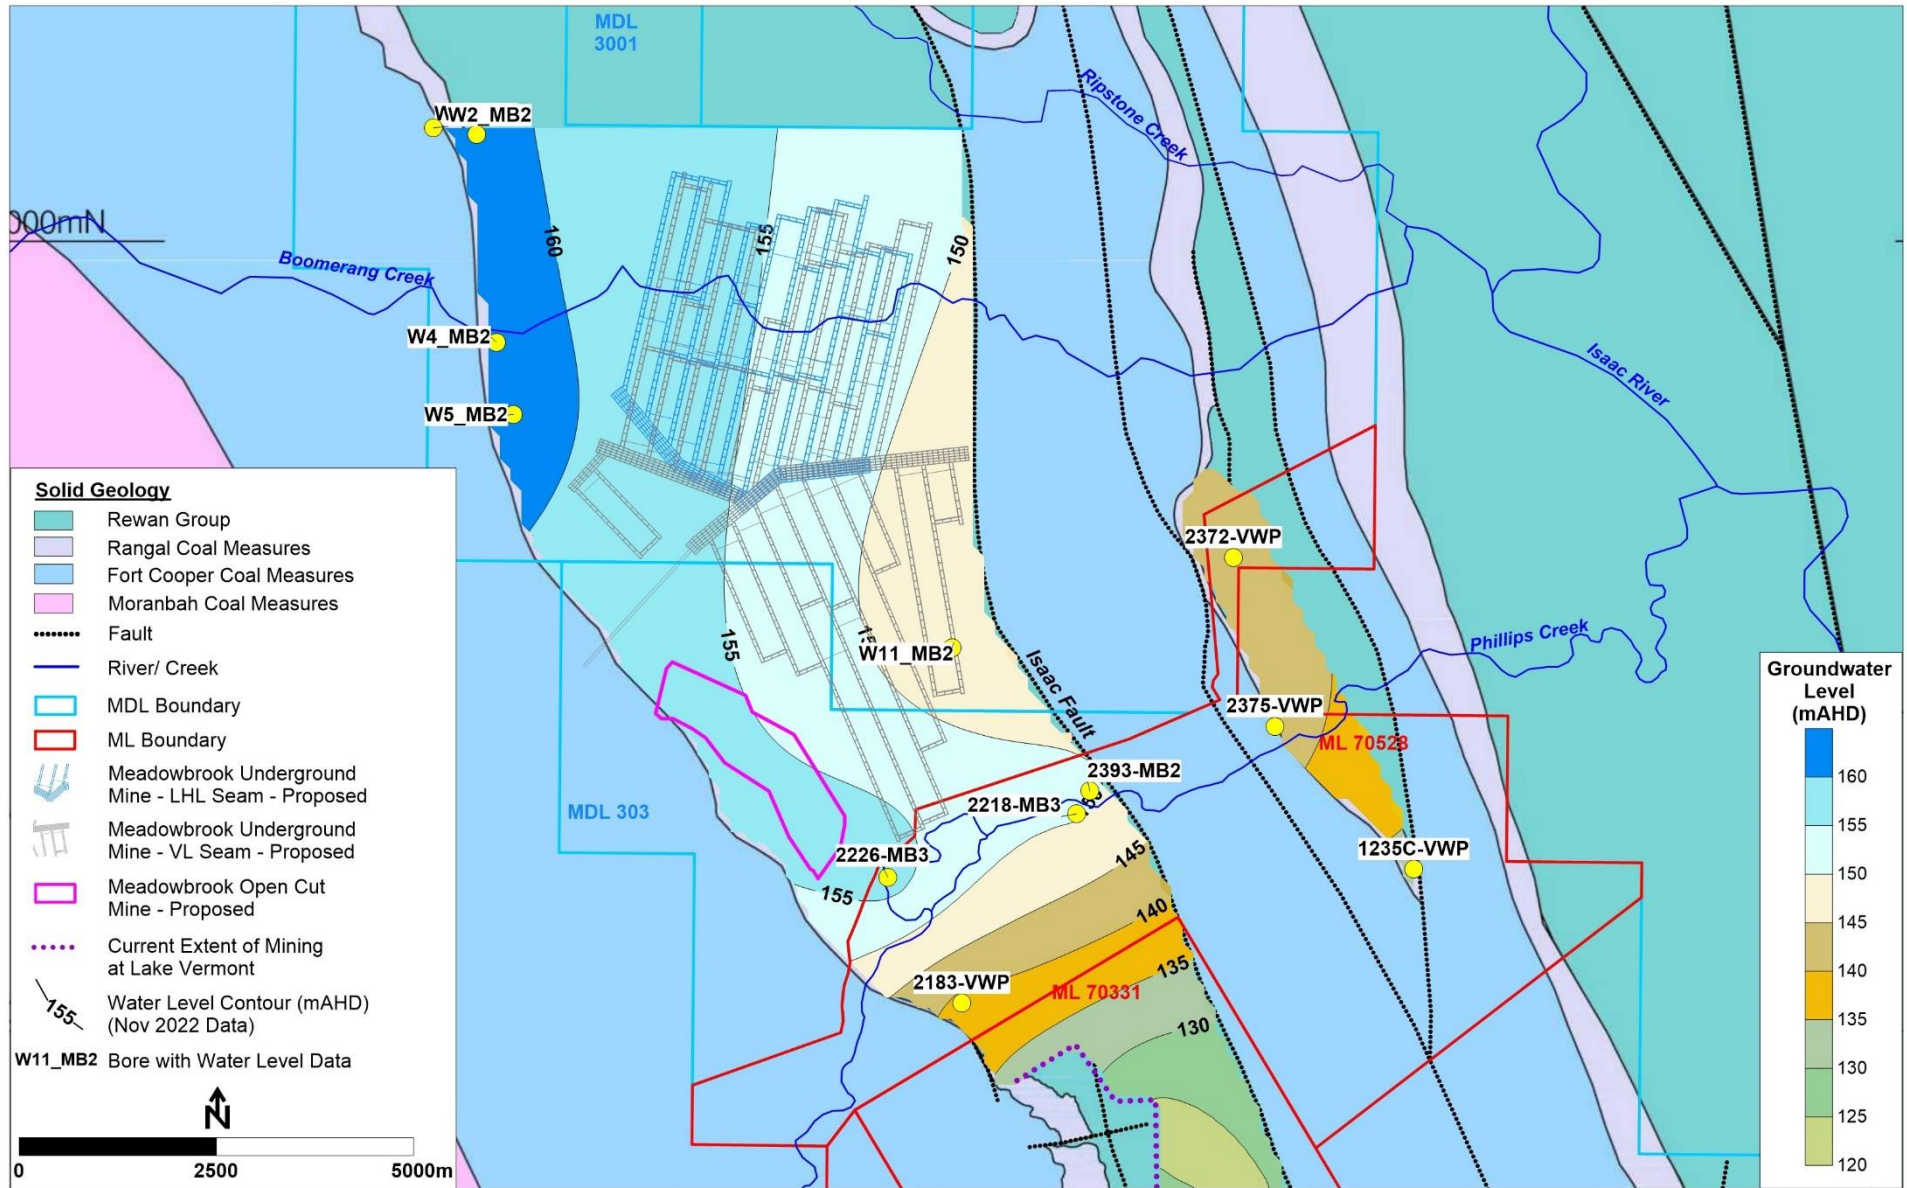 MDL
3001
WW2_MB2
Ripstone Creek
000mN
160
155
150
Boomerang Creek
W4_MB2
Isaac River
W5_MB2
Solid Geology
Rewan Group
Rangal Coal Measures
Fort Cooper Coal Measures
Moranbah Coal Measures
Fault
River/ Creek
MDL Boundary
ML Boundary
Meadowbrook Underground
Mine - LHL Seam - Proposed
Meadowbrook Underground
Mine - VL Seam - Proposed
Meadowbrook Open Cut
Mine - Proposed
Current Extent of Mining
at Lake Vermont
155
Water Level Contour (mAHD)
(Nov 2022 Data)
W11_MB2
Bore with Water Level Data
N
0
2500
5000m
2372-VWP
Phillips Creek
155
W11_MB2
Isaac Fault
2375-VWP
ML 70528
2393-MB2
2218-MB3
MDL 303
2226-MB3
155
145
1235C-VWP
140
135
2183-VWP
ML 70331
130
Groundwater
Level
(mAHD)
160
155
150
145
140
135
130
125
120